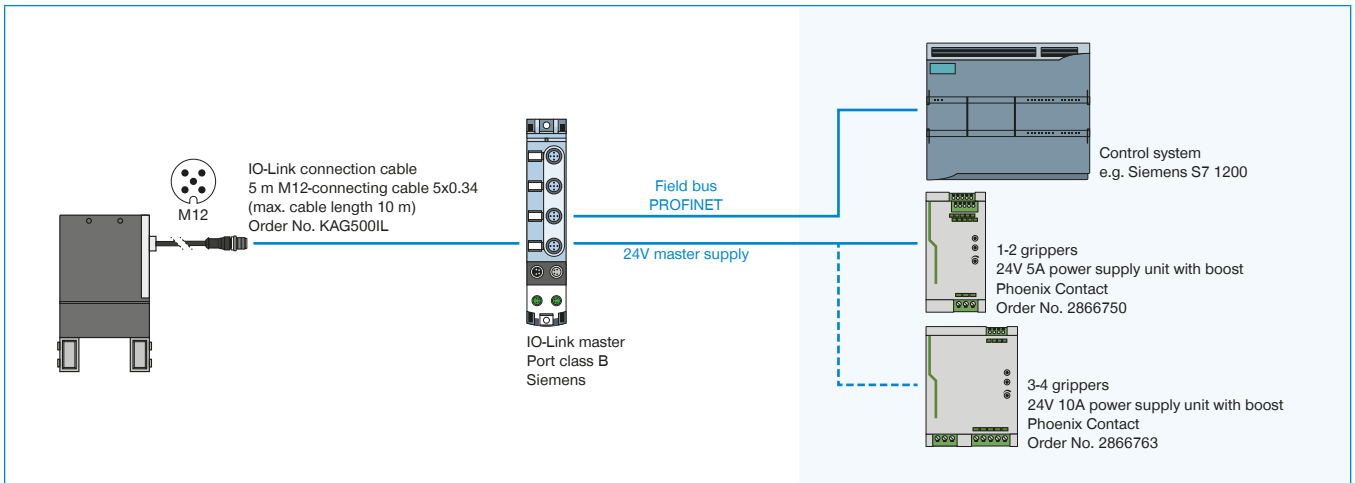 M12
IO-Link connection cable
5 m M12-connecting cable 5x0.34
(max. cable length 10 m)
Order No. KAG500IL
IO-Link master
Port class B
Siemens
Field bus
PROFINET
24V master supply
Control system
e.g. Siemens S7 1200
1-2 grippers
24V 5A power supply unit with boost
Phoenix Contact
Order No. 2866750
3-4 grippers
24V 10A power supply unit with boost
Phoenix Contact
Order No. 2866763